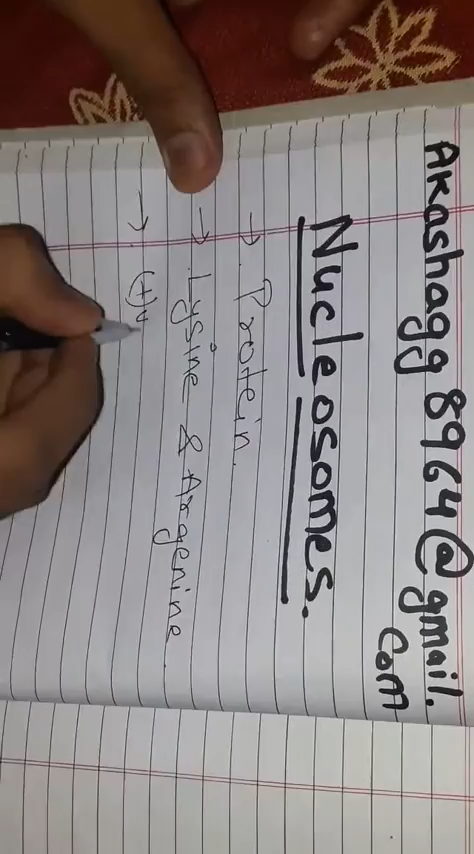 Akashagg8964@gmail.
com
Nucleosomes.
→ Protein.
→ Lysine & Argenine.
→ (+)v